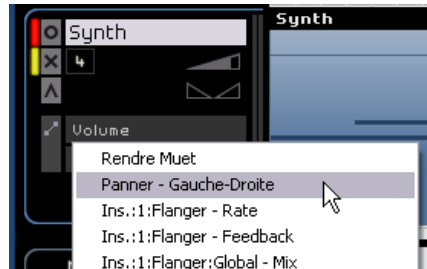 Synth
Synth
4
Volume
Rendre Muet
Panner - Gauche-Droite
Ins.:1:Flanger - Rate
Ins.:1:Flanger - Feedback
Ins.:1:Flanger:Global - Mix